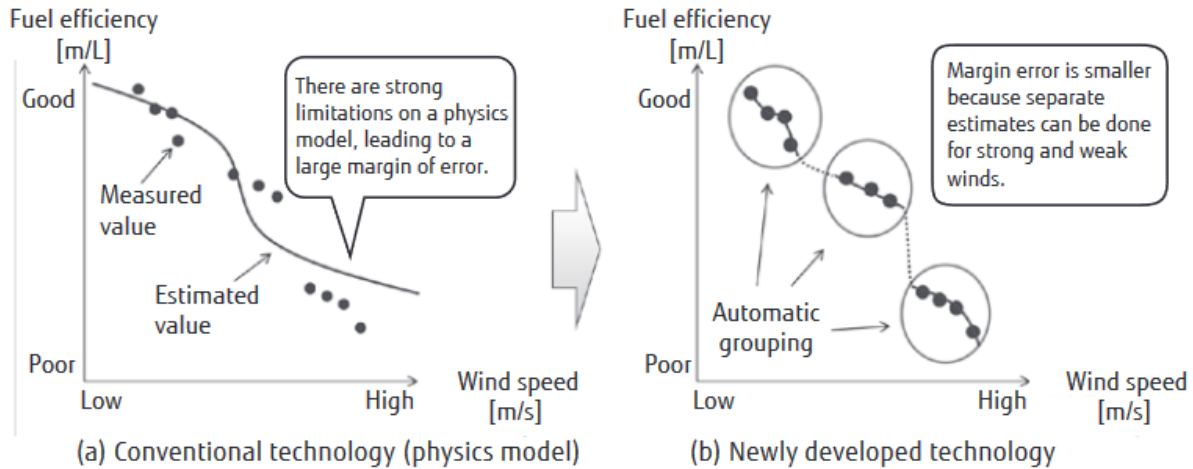 Fuel efficiency
[m/L]
Good
There are strong
limitations on a physics
model, leading to a
large margin of error.
Measured
value
Estimated
value
Poor
Low
High
Wind speed
[m/s]
(a) Conventional technology (physics model)
Fuel efficiency
[m/L]
Good
Margin error is smaller
because separate
estimates can be done
for strong and weak
winds.
Automatic
grouping
Poor
Low
High
Wind speed
[m/s]
(b) Newly developed technology